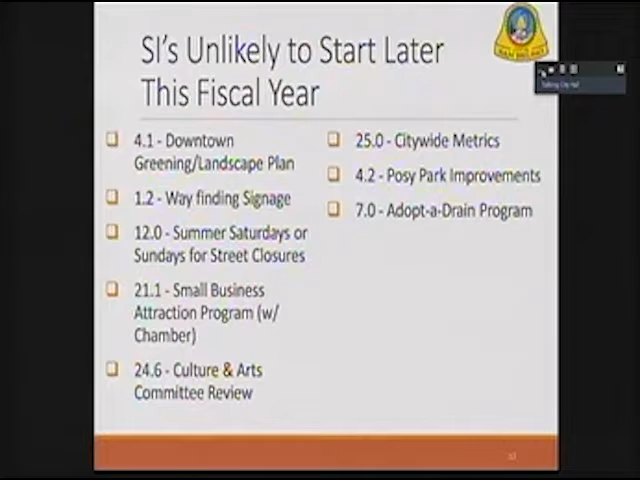 SI's Unlikely to Start Later
This Fiscal Year
4.1 - Downtown
Greening/Landscape Plan
1.2 - Way finding Signage
12.0 - Summer Saturdays or
Sundays for Street Closures
21.1 - Small Business
Attraction Program (w/
Chamber)
24.6 - Culture & Arts
Committee Review
25.0 - Citywide Metrics
4.2 - Posy Park Improvements
7.0 - Adopt-a-Drain Program